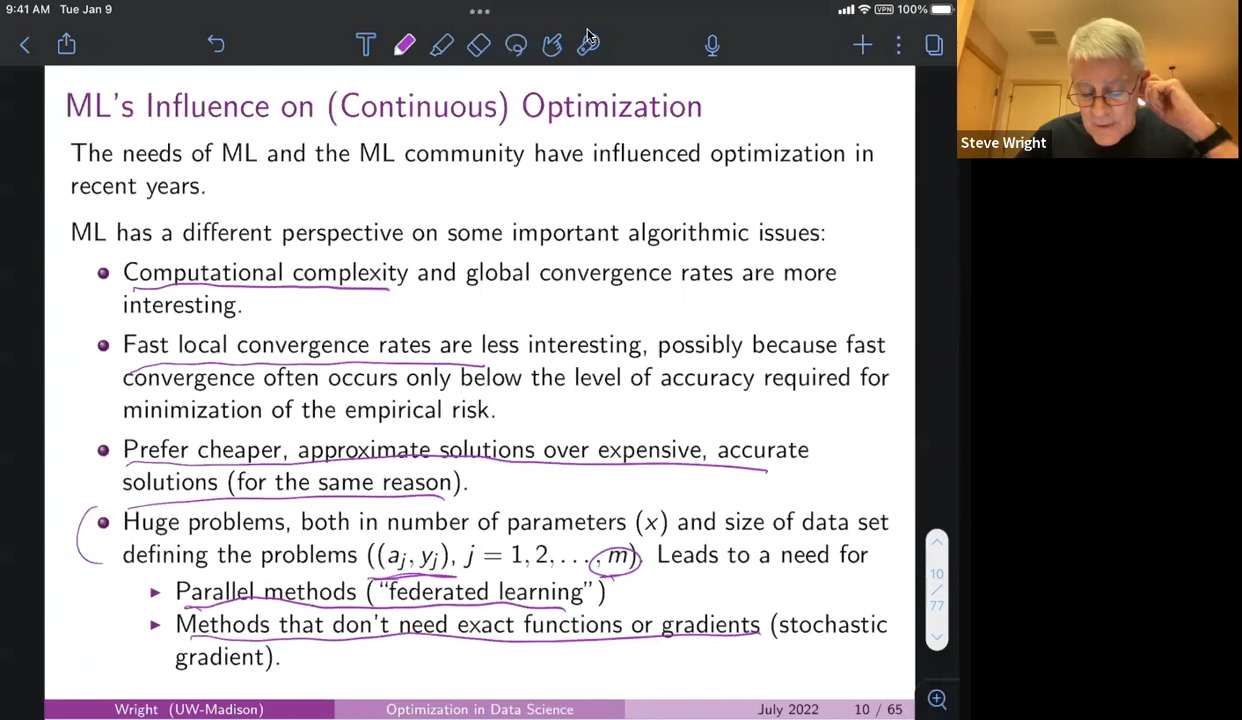 9:41 AM Tue Jan 9
VPN 100%
T
ML's Influence on (Continuous) Optimization
The needs of ML and the ML community have influenced optimization in
recent years.
ML has a different perspective on some important algorithmic issues:
Computational complexity and global convergence rates are more
interesting.
Fast local convergence rates are less interesting, possibly because fast
convergence often occurs only below the level of accuracy required for
minimization of the empirical risk.
Prefer cheaper, approximate solutions over expensive, accurate
solutions (for the same reason).
Huge problems, both in number of parameters (x) and size of data set
defining the problems ((a_j, y_j), j = 1, 2, . . . , m). Leads to a need for
Parallel methods ("federated learning")
Methods that don't need exact functions or gradients (stochastic
gradient).
Wright (UW-Madison) Optimization in Data Science July 2022 10 / 65
10
/
77
Steve Wright